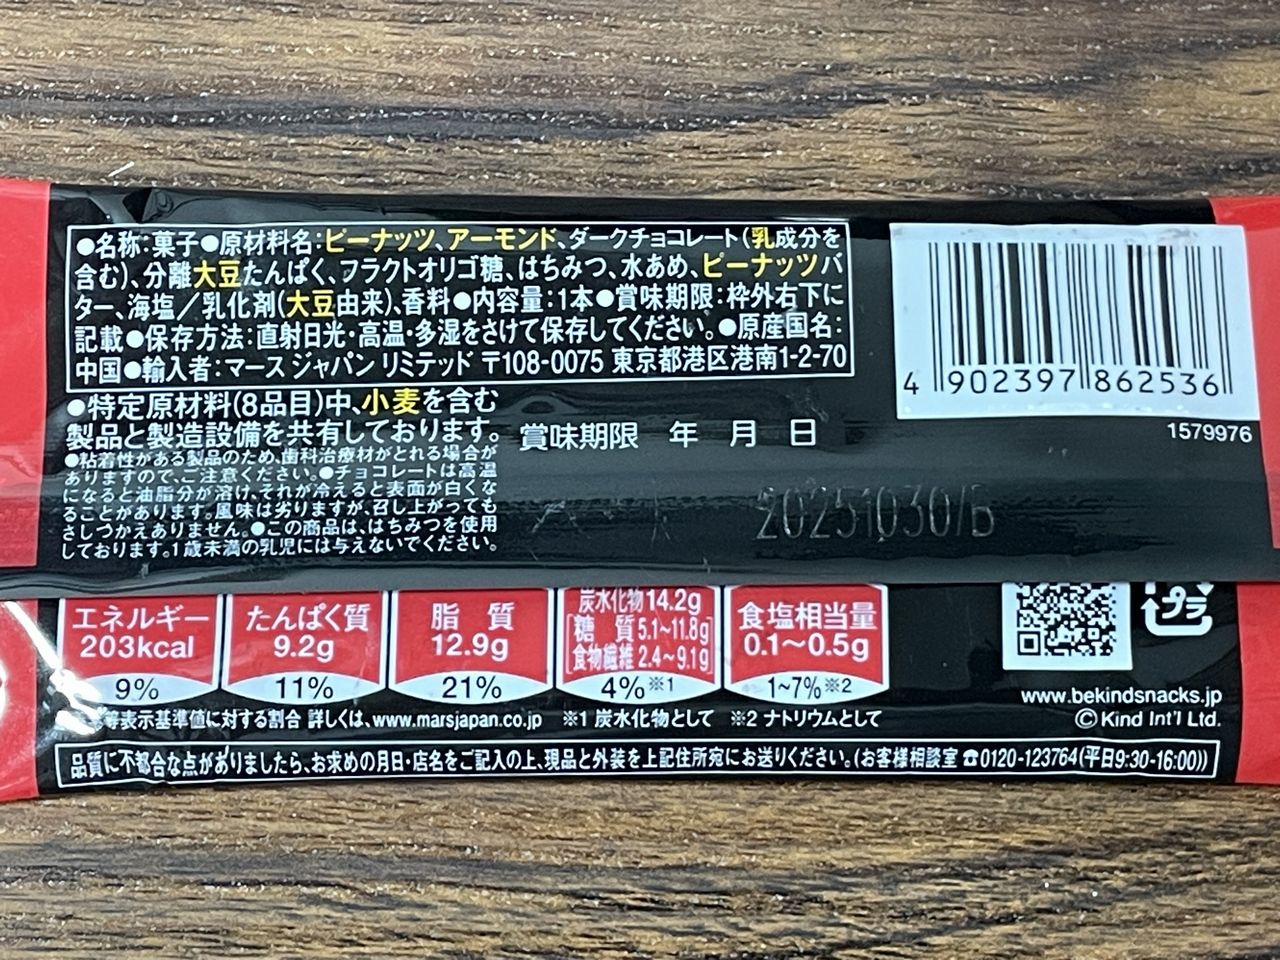 ●名称:菓子●原材料名:ピーナッツ、アーモンド、ダークチョコレート(乳成分を
含む)、分離大豆たんぱく、フラクトオリゴ糖、はちみつ、水あめ、ピーナッツバ
ター、海塩/乳化剤(大豆由来)、香料●内容量:1本●賞味期限:枠外右下に
記載●保存方法:直射日光・高温・多湿をさけて保存してください。●原産国名:
中国●輸入者:マース ジャパン リミテッド 〒108-0075 東京都港区港南1-2-70
●特定原材料(8品目)中、小麦を含む
製品と製造設備を共有しております。
●粘着性がある製品のため、歯科治療材がとれる場合が
ありますので、ご注意ください。●チョコレートは高温
になると油脂分が溶け、それが冷えると表面が白くな
ることがあります。風味は劣りますが、召し上がっても
さしつかえありません。●この商品は、はちみつを使用
しております。1歳未満の乳児には与えないでください。
賞味期限 年 月 日
20251030/B
4 902397 862536
1579976
エネルギー
203kcal
9%
たんぱく質
9.2g
11%
脂 質
12.9g
21%
炭水化物14.2g
糖 質 5.1~11.8g
食物繊維 2.4~9.1g
4%※1
食塩相当量
0.1~0.5g
1~7%※2
等表示基準値に対する割合 詳しくは、www.marsjapan.co.jp ※1 炭水化物として ※2 ナトリウムとして
プラ
www.bekindsnacks.jp
©Kind Int'l Ltd.
品質に不都合な点がありましたら、お求めの月日・店名をご記入の上、現品と外装を上記住所宛にお送りください。(お客様相談室 ☎0120-123764(平日9:30-16:00))